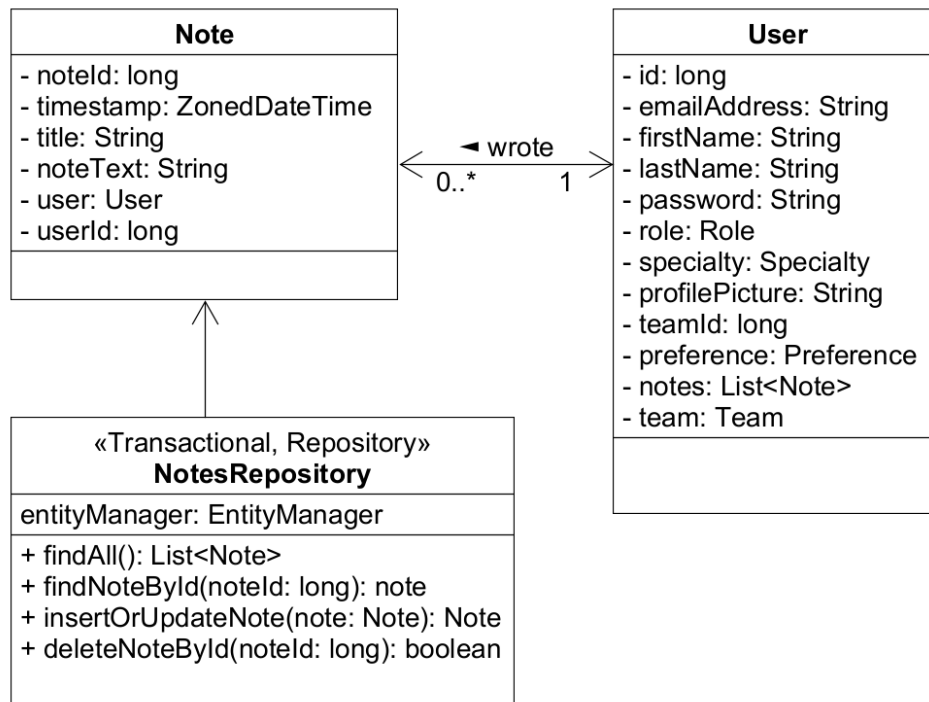 Note
- noteId: long
- timestamp: ZonedDateTime
- title: String
- noteText: String
- user: User
- userId: long
◄ wrote
0..*
1
User
- id: long
- emailAddress: String
- firstName: String
- lastName: String
- password: String
- role: Role
- specialty: Specialty
- profilePicture: String
- teamId: long
- preference: Preference
- notes: List<Note>
- team: Team
«Transactional, Repository»
NotesRepository
entityManager: EntityManager
+ findAll(): List<Note>
+ findNoteById(noteId: long): note
+ insertOrUpdateNote(note: Note): Note
+ deleteNoteById(noteId: long): boolean